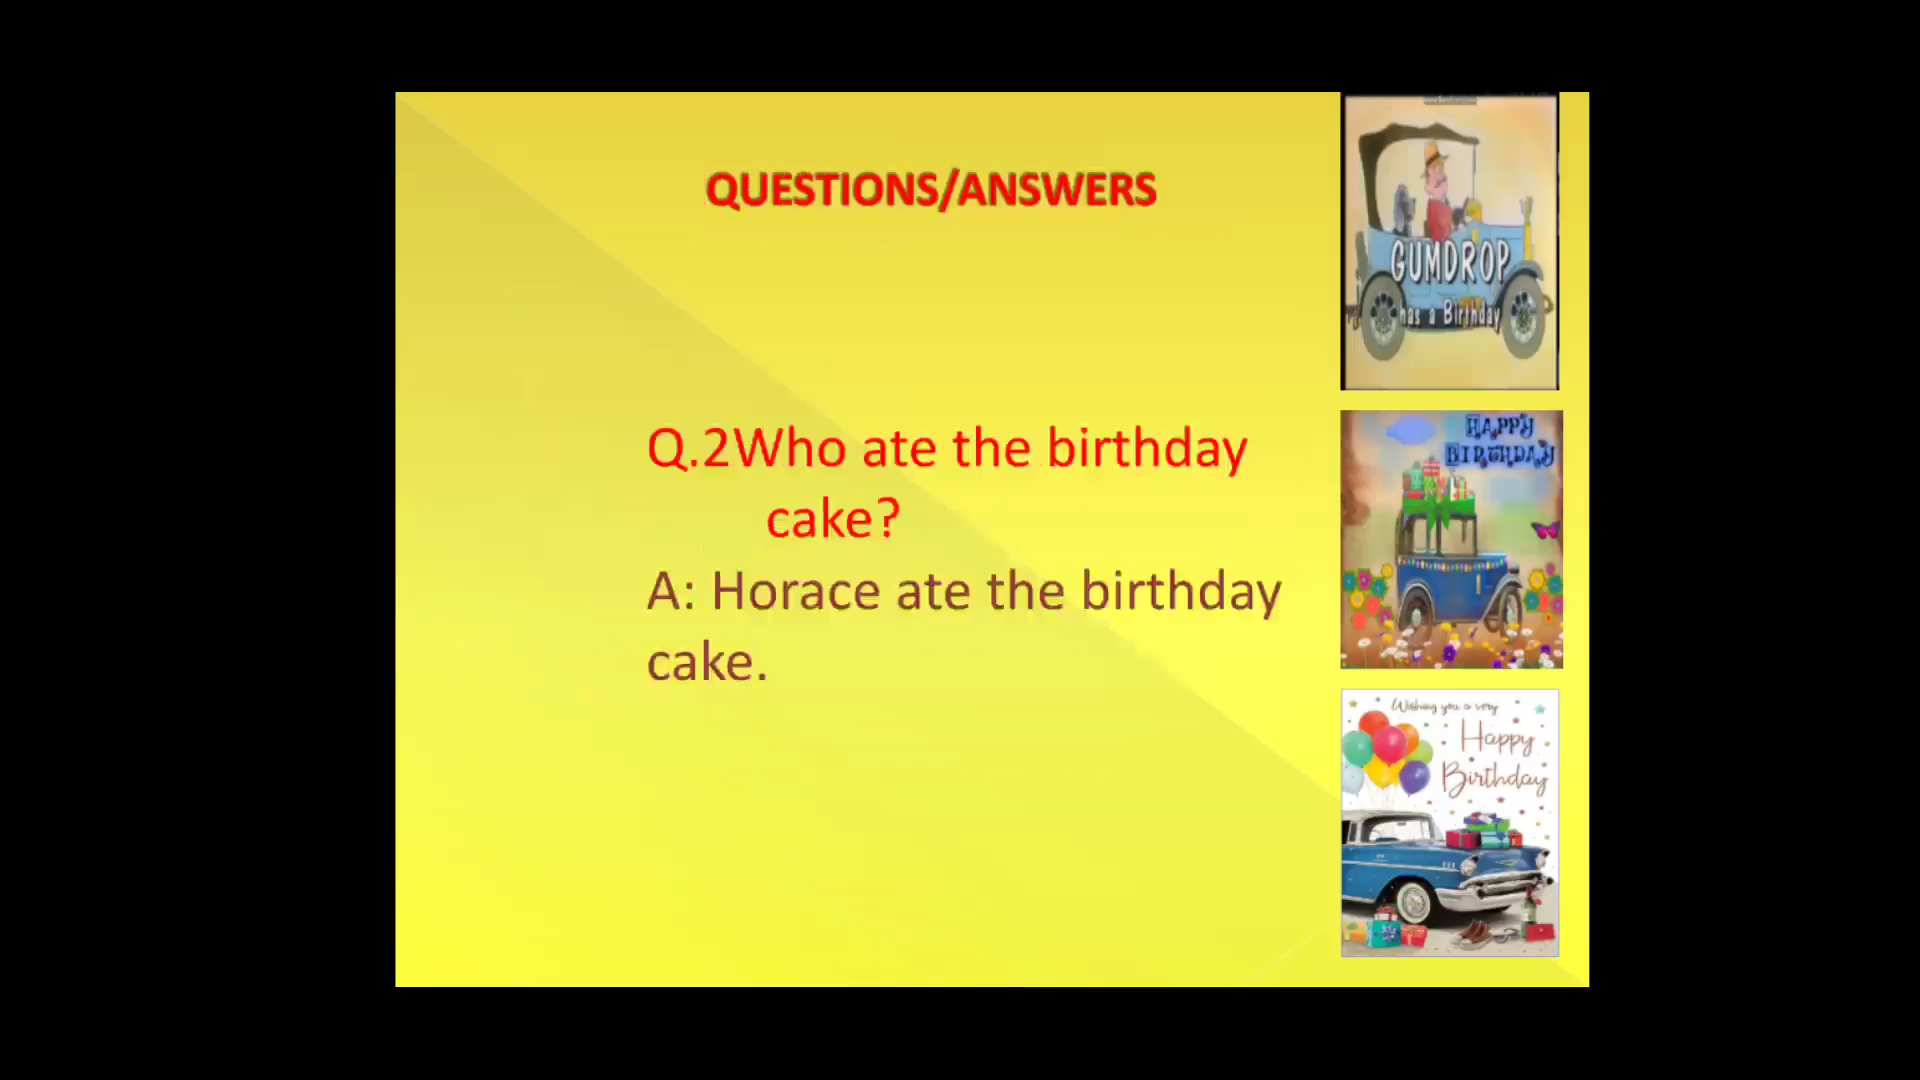 QUESTIONS/ANSWERS
Q.2Who ate the birthday
cake?
A: Horace ate the birthday
cake.
GUMDROP
has a Birthday
HAPPY
BIRTHDAY
Wishing you a very
Happy
Birthday